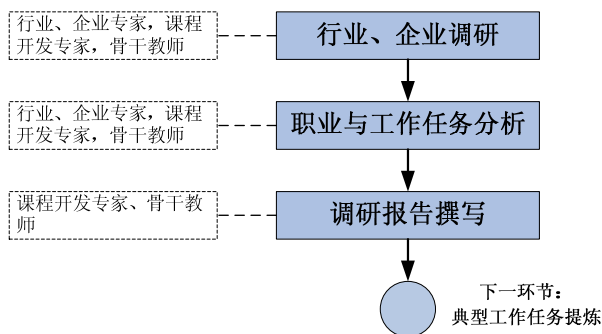 行业、企业专家，课程
开发专家，骨干教师
行业、企业调研
行业、企业专家，课程
开发专家，骨干教师
职业与工作任务分析
课程开发专家、骨干教
师
调研报告撰写
下一环节：
典型工作任务提炼